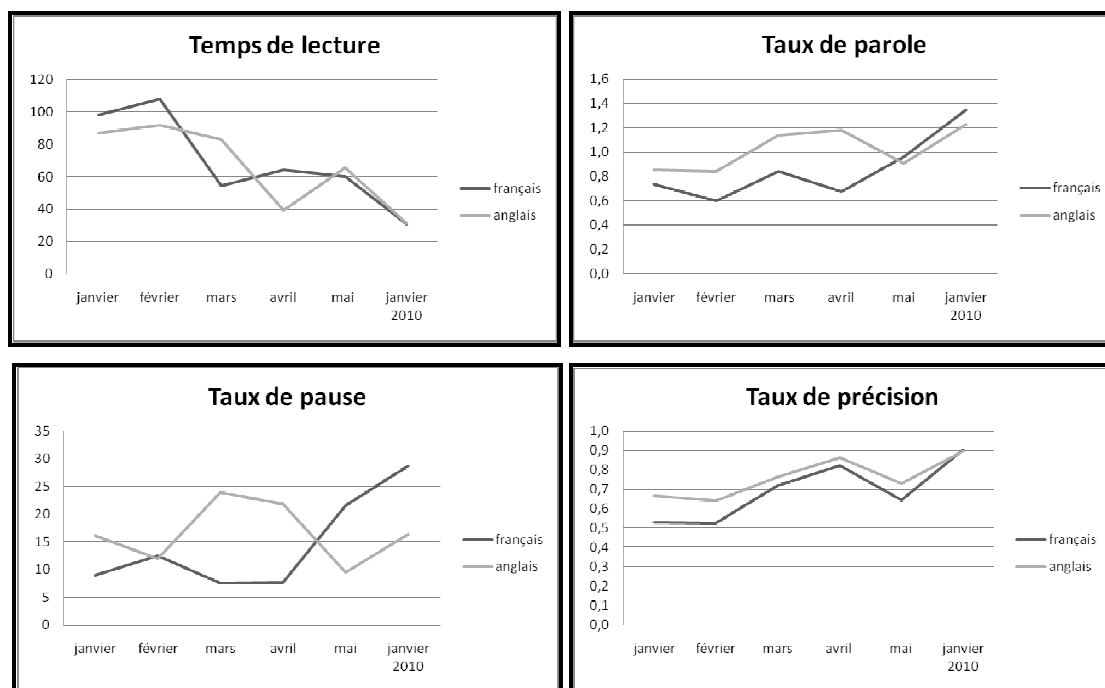 Temps de lecture
120
100
80
60
40
20
0
janvier février mars avril mai janvier
2010
français
anglais
Taux de parole
1,6
1,4
1,2
1,0
0,8
0,6
0,4
0,2
0,0
janvier février mars avril mai janvier
2010
français
anglais
Taux de pause
35
30
25
20
15
10
5
0
janvier février mars avril mai janvier
2010
français
anglais
Taux de précision
1,0
0,9
0,8
0,7
0,6
0,5
0,4
0,3
0,2
0,1
0,0
janvier février mars avril mai janvier
2010
français
anglais